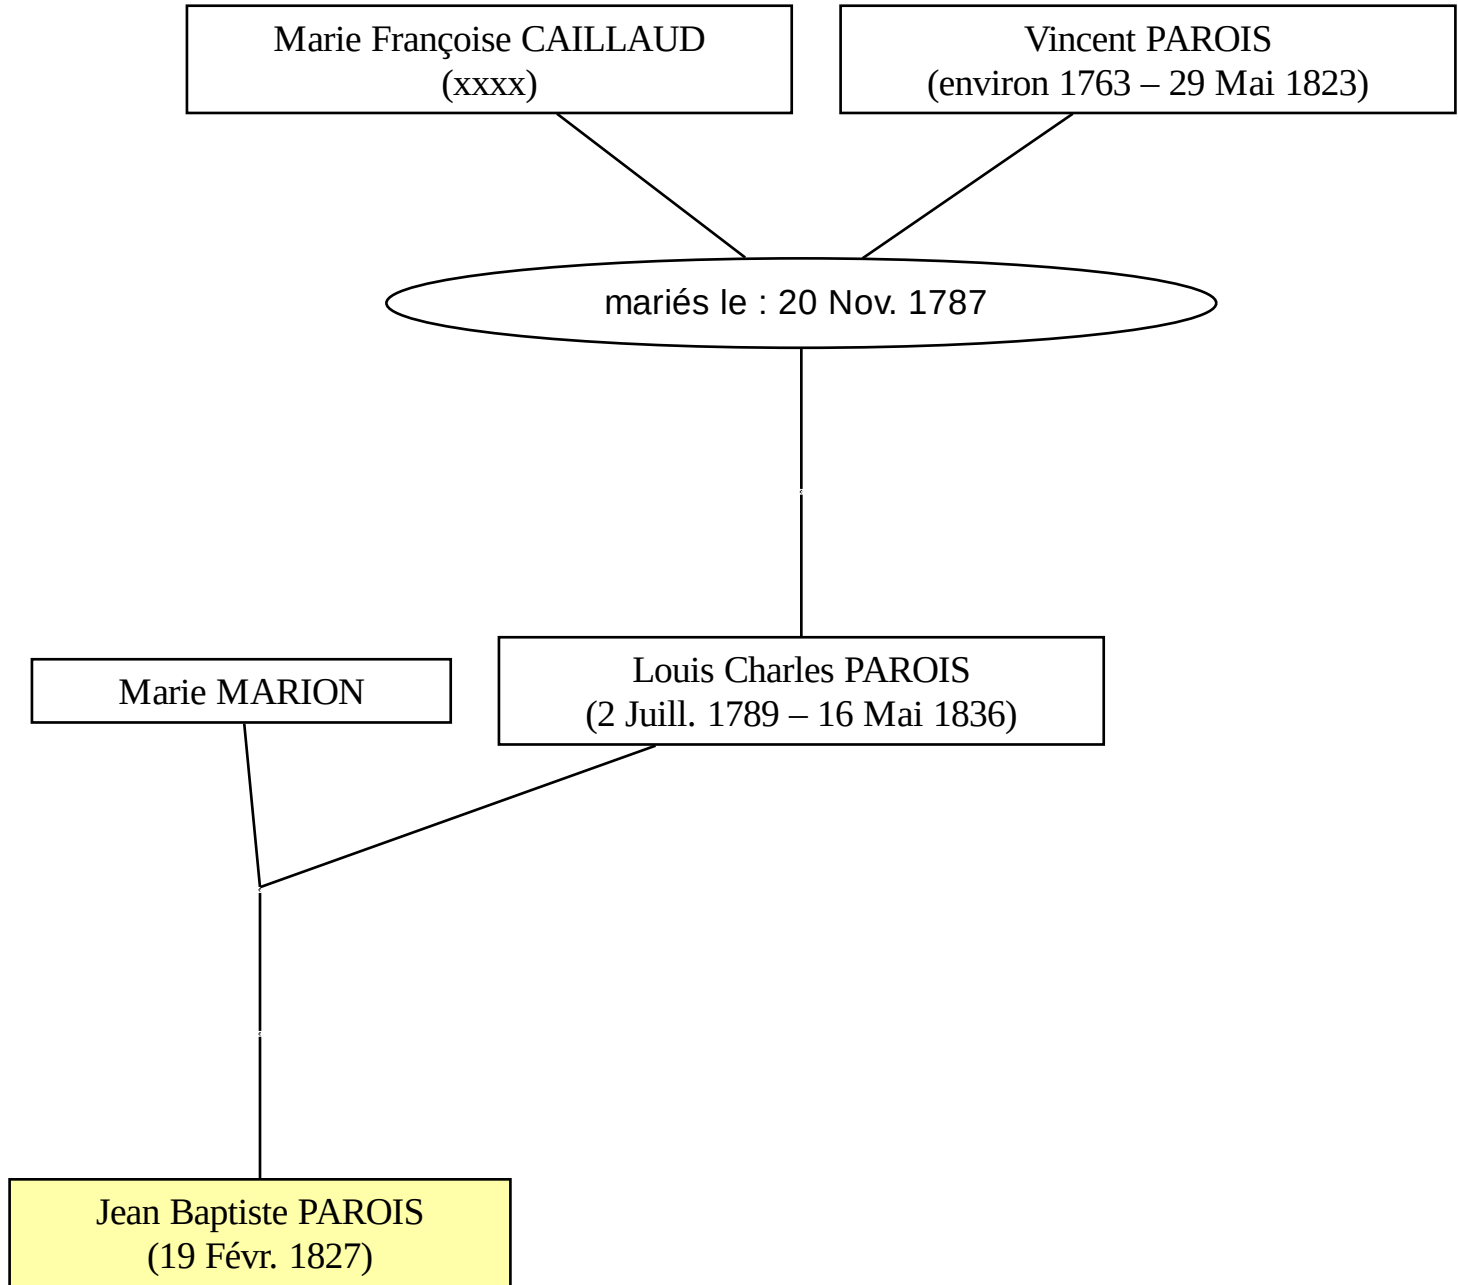 Marie Françoise CAILLAUD
(xxxx)
Vincent PAROIS
(environ 1763 – 29 Mai 1823)
mariés le : 20 Nov. 1787
Marie MARION
Louis Charles PAROIS
(2 Juill. 1789 – 16 Mai 1836)
Jean Baptiste PAROIS
(19 Févr. 1827)